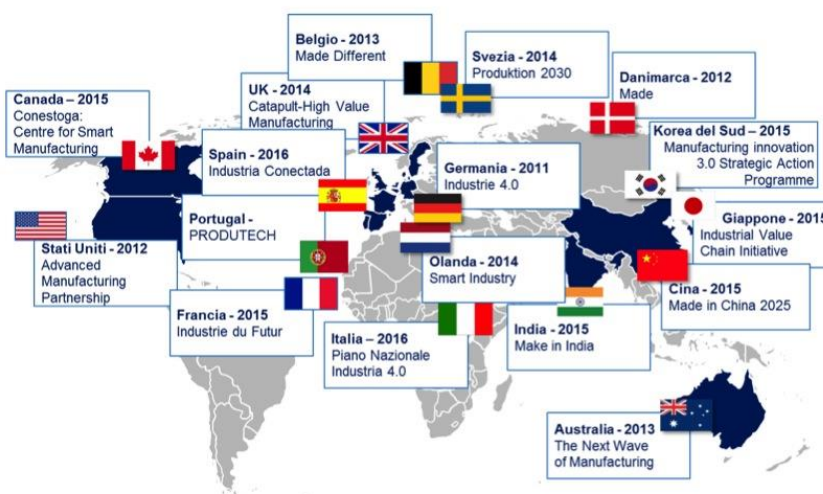 Belgio - 2013
Made Different
Svezia - 2014
Produktion 2030
Danimarca - 2012
Made
Canada – 2015
Conestoga:
Centre for Smart
Manufacturing
UK - 2014
Catapult-High Value
Manufacturing
Korea del Sud – 2015
Manufacturing innovation
3.0 Strategic Action
Programme
Spain - 2016
Industria Conectada
Germania - 2011
Industrie 4.0
Portugal -
PRODUTECH
Giappone - 2015
Industrial Value
Chain Initiative
Stati Uniti - 2012
Advanced
Manufacturing
Partnership
Olanda - 2014
Smart Industry
Cina - 2015
Made in China 2025
Francia - 2015
Industrie du Futur
Italia – 2016
Piano Nazionale
Industria 4.0
India - 2015
Make in India
Australia - 2013
The Next Wave
of Manufacturing